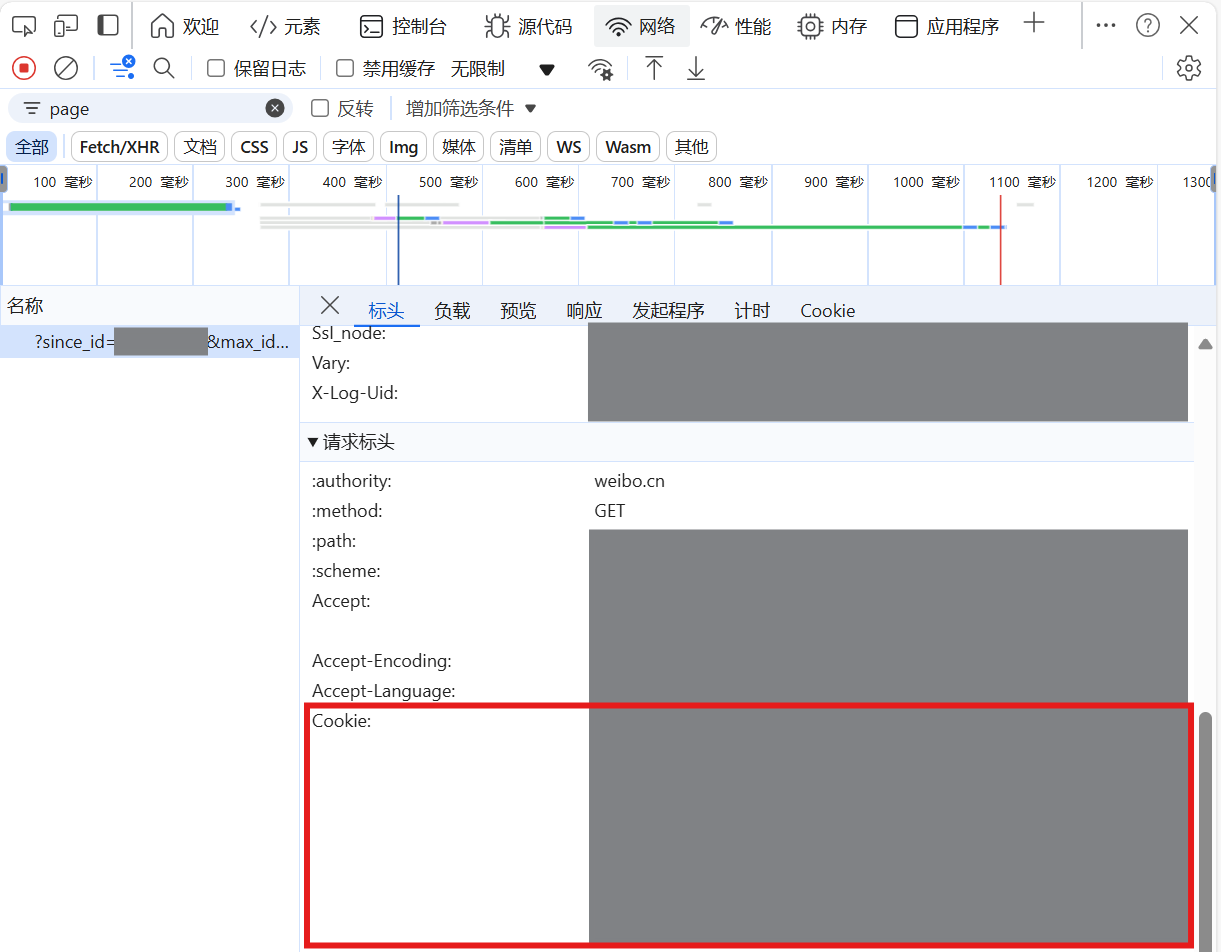 欢迎 元素 控制台 源代码 网络 性能 内存 应用程序
保留日志 禁用缓存 无限制
page 反转 增加筛选条件
全部 Fetch/XHR 文档 CSS JS 字体 Img 媒体 清单 WS Wasm 其他
100 毫秒 200 毫秒 300 毫秒 400 毫秒 500 毫秒 600 毫秒 700 毫秒 800 毫秒 900 毫秒 1000 毫秒 1100 毫秒 1200 毫秒 1300
名称
?since_id= &max_id...
标头 负载 预览 响应 发起程序 计时 Cookie
Ssl_node:
Vary:
X-Log-Uid:
请求标头
:authority: weibo.cn
:method: GET
:path:
:scheme:
Accept:
Accept-Encoding:
Accept-Language:
Cookie: